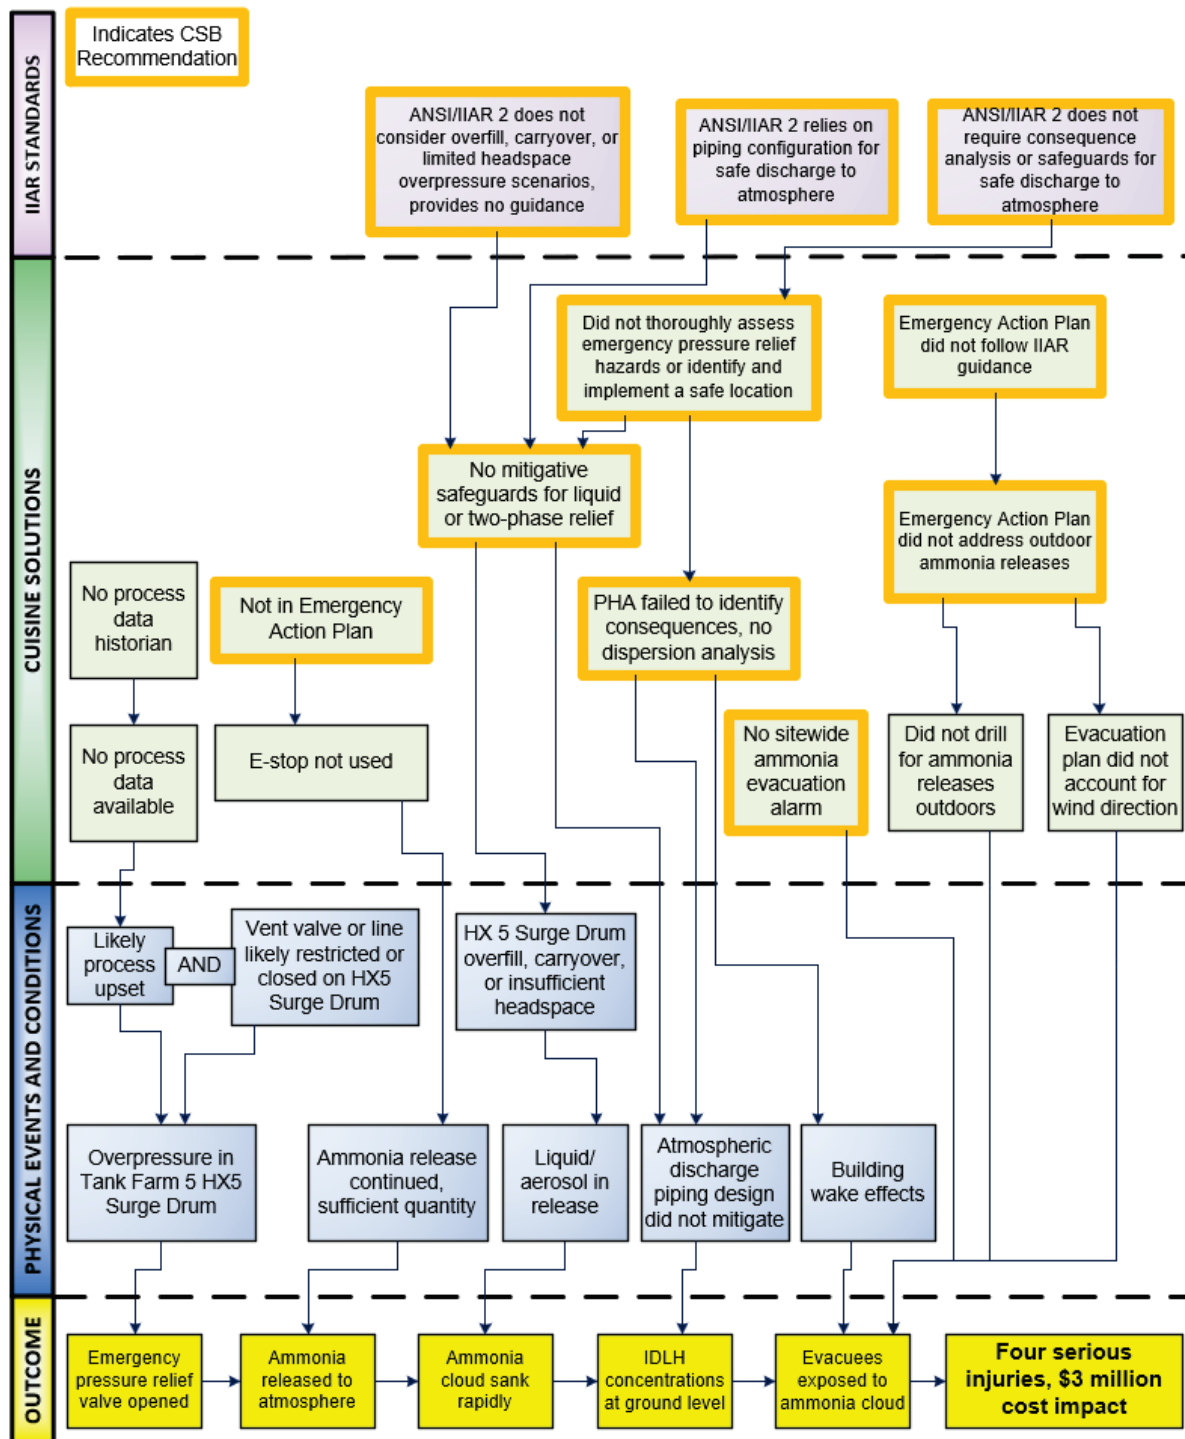 Indicates CSB
Recommendation
IIAR STANDARDS
ANSI/IIAR 2 does not
consider overfill, carryover, or
limited headspace
overpressure scenarios,
provides no guidance
ANSI/IIAR 2 relies on
piping configuration for
safe discharge to
atmosphere
ANSI/IIAR 2 does not
require consequence
analysis or safeguards for
safe discharge to
atmosphere
CUISINE SOLUTIONS
Did not thoroughly assess
emergency pressure relief
hazards or identify and
implement a safe location
Emergency Action Plan
did not follow IIAR
guidance
No mitigative
safeguards for liquid
or two-phase relief
Emergency Action Plan
did not address outdoor
ammonia releases
No process
data
historian
Not in Emergency
Action Plan
PHA failed to identify
consequences, no
dispersion analysis
No process
data
available
E-stop not used
No sitewide
ammonia
evacuation
alarm
Did not drill
for ammonia
releases
outdoors
Evacuation
plan did not
account for
wind direction
PHYSICAL EVENTS AND CONDITIONS
Likely
process
upset
AND
Vent valve or line
likely restricted or
closed on HX5
Surge Drum
HX 5 Surge Drum
overfill, carryover,
or insufficient
headspace
Overpressure in
Tank Farm 5 HX5
Surge Drum
Ammonia release
continued,
sufficient quantity
Liquid/
aerosol in
release
Atmospheric
discharge
piping design
did not mitigate
Building
wake effects
OUTCOME
Emergency
pressure relief
valve opened
Ammonia
released to
atmosphere
Ammonia
cloud sank
rapidly
IDLH
concentrations
at ground level
Evacuees
exposed to
ammonia cloud
Four serious
injuries, $3 million
cost impact